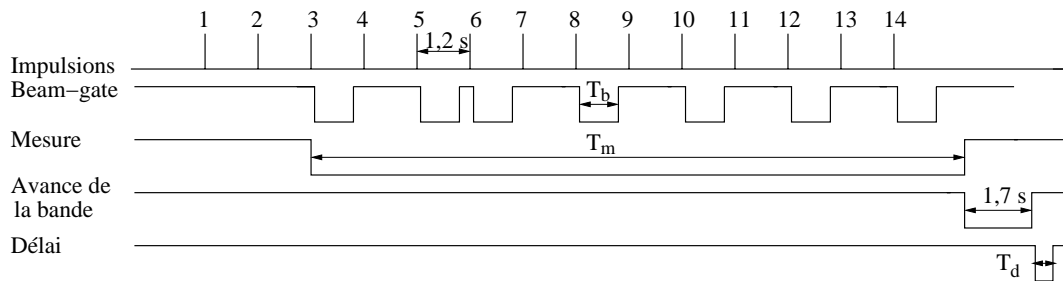 1 2 3 4 5 6 7 8 9 10 11 12 13 14
1,2 s
Impulsions
Beam−gate
T_b
Mesure
T_m
Avance de
la bande
1,7 s
Délai
T_d